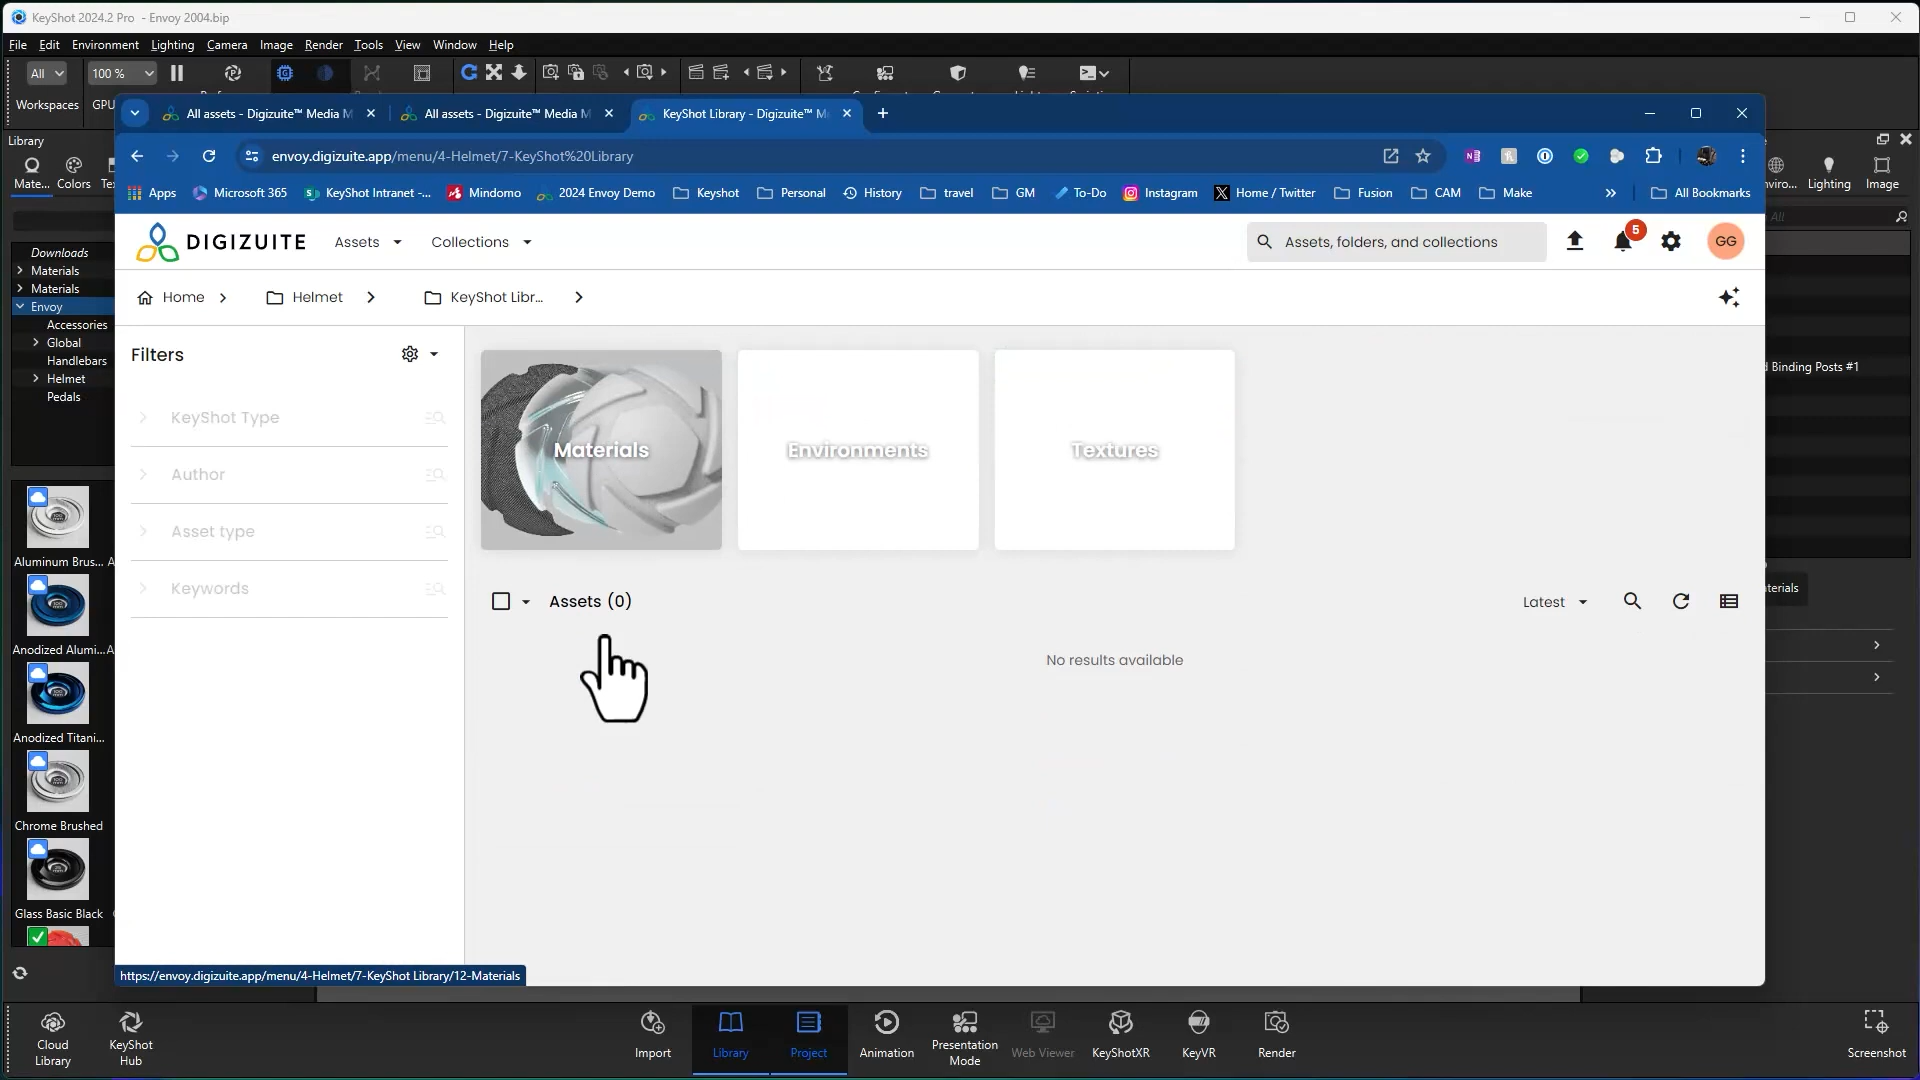 KeyShot 2024.2 Pro - Envoy 2004.bip
File Edit Environment Lighting Camera Image Render Tools View Window Help
All
100 %
Workspaces
All assets - Digizuite™ Media M
All assets - Digizuite™ Media M
KeyShot Library - Digizuite™ M
Library
envoy.digizuite.app/menu/4-Helmet/7-KeyShot%20Library
Mate... Colors
Lighting Image
Apps Microsoft 365 KeyShot Intranet -... Mindomo 2024 Envoy Demo Keyshot Personal History travel GM To-Do Instagram Home / Twitter Fusion CAM Make All Bookmarks
All
DIGIZUITE Assets Collections
Assets, folders, and collections
5
GG
Downloads
Materials
Materials
Envoy
Accessories
Global
Handlebars
Helmet
Pedals
Home Helmet KeyShot Libr...
Filters
KeyShot Type
Author
Asset type
Keywords
Materials
Environments
Textures
Binding Posts #1
Assets (0)
Latest
No results available
Aluminum Brus...
Anodized Alumi...
Anodized Titani...
Chrome Brushed
Glass Basic Black
https://envoy.digizuite.app/menu/4-Helmet/7-KeyShot Library/12-Materials
Cloud
Library
KeyShot
Hub
Import
Library
Project
Animation
Presentation
Mode
Web Viewer
KeyShotXR
KeyVR
Render
Screenshot